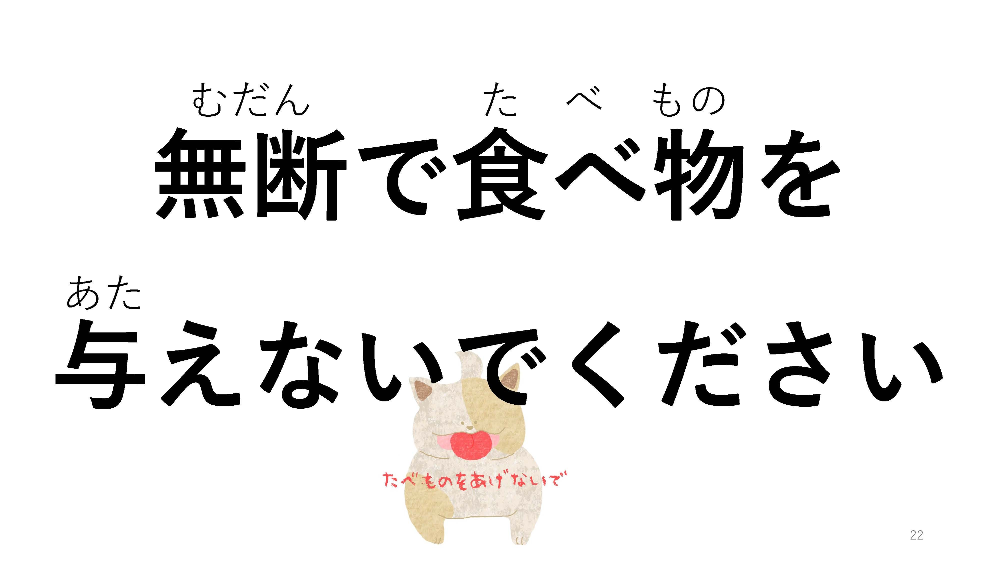 むだん た べ もの
無断で食べ物を
あた
与えないでください
たべものをあげないで
22